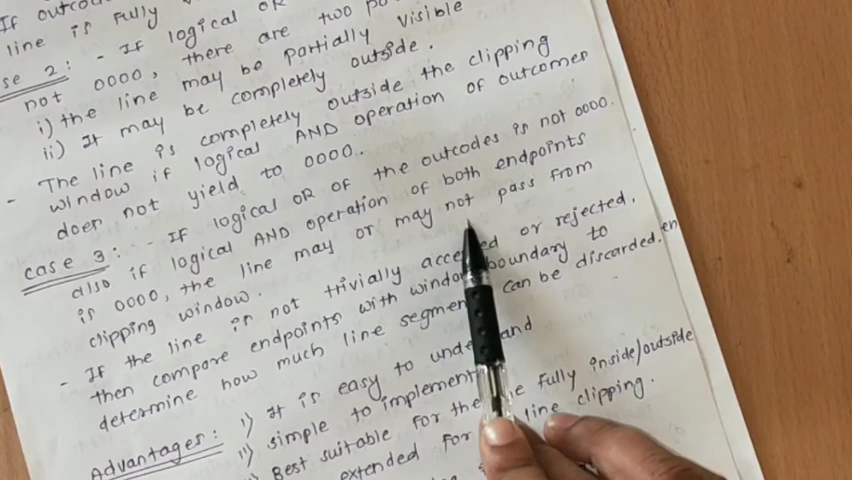 If outco
line is fully
se 2: - If logical OR
not 0000, there are two po
i) the line may be partially visible
ii) It may be completely outside.
- The line is completely outside the clipping
window if logical AND operation of outcomes
does not yield to 0000.
case 3: - If logical OR of the outcodes is not 0000.
also if logical AND operation of both endpoints
is 0000, the line may or may not pass from
clipping window.
- If the line is not trivially accepted or rejected,
then compare endpoints with window boundary to
determine how much line segment can be discarded.en
Advantages: i) It is easy to under and
ii) simple to implement
Best suitable for the fully inside/outside
extended for line clipping.